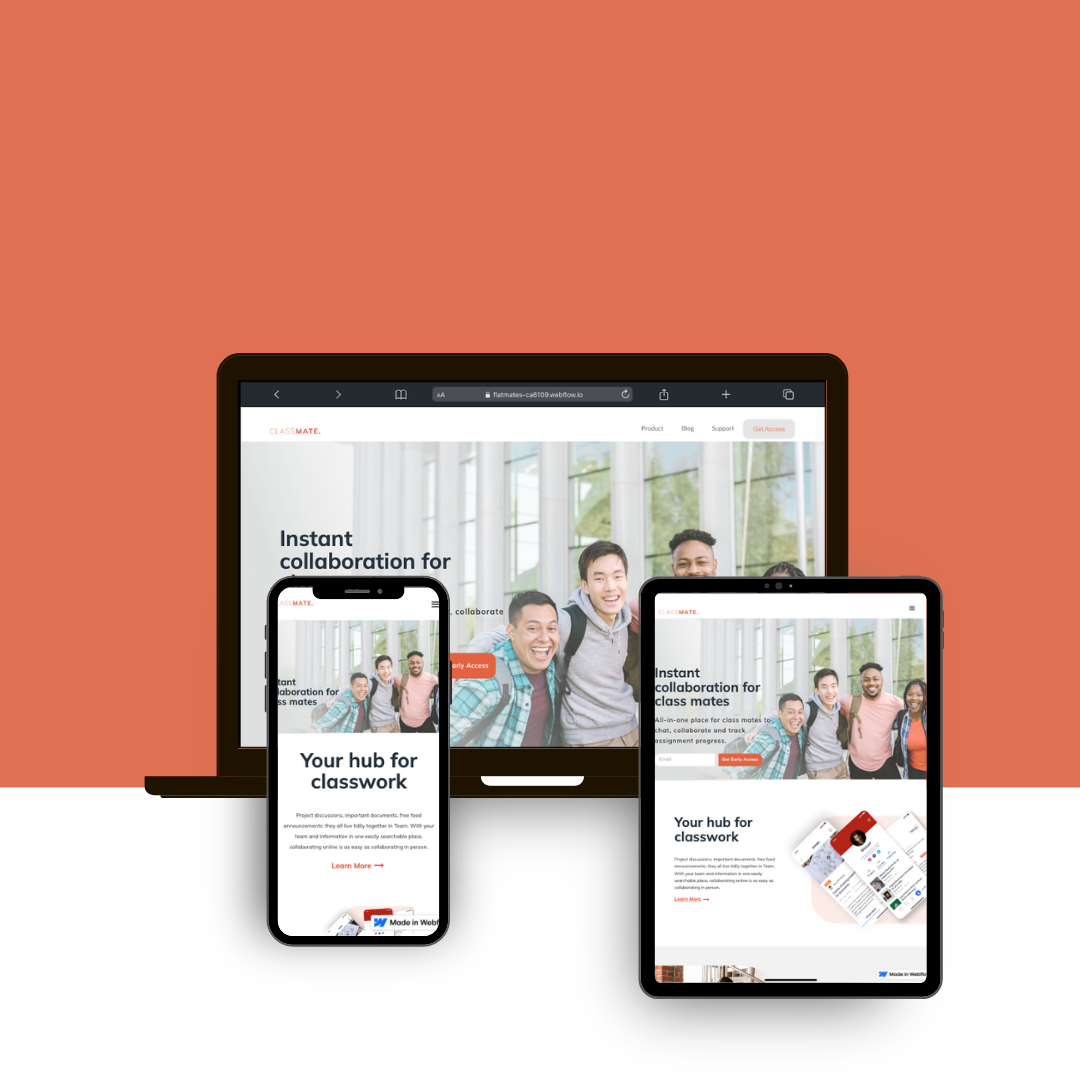 AA
flatmates-ca6109.webflow.io
CLASSMATE.
Product
Blog
Support
Get Access
Instant
collaboration for
, collaborate
Early Access
ASSMATE.
tant
laboration for
ss mates
Your hub for
classwork
Project discussions, important documents, free food
announcements: they all live tidily together in Team. With your
team and information in one easily searchable place,
collaborating online is as easy as collaborating in person.
Learn More
Made in Webf
CLASSMATE.
Instant
collaboration for
class mates
All-in-one place for class mates to
chat, collaborate and track
assignment progress.
Email
Get Early Access
Your hub for
classwork
Project discussions, important documents, free food
announcements: they all live tidily together in Team.
With your team and information in one easily
searchable place, collaborating online is as easy as
collaborating in person.
Learn More
Made in Webflo